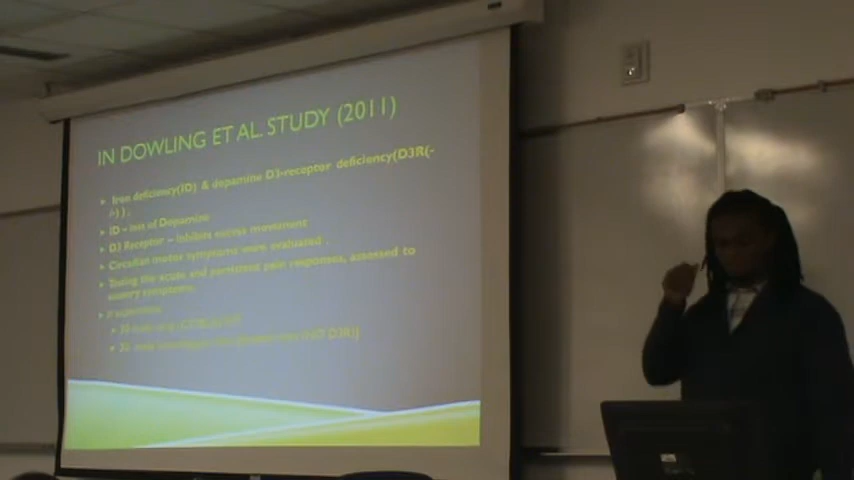 IN DOWLING ET AL. STUDY (2011)
Iron deficiency(ID) & dopamine D3-receptor deficiency(D3R(-
/-) ).
ID – loss of Dopamine
D3 Receptor – Inhibits excess movement
Circadian motor symptoms were evaluated .
Testing the acute and persistent pain responses, assessed to
sensory symptoms.
D3R)]